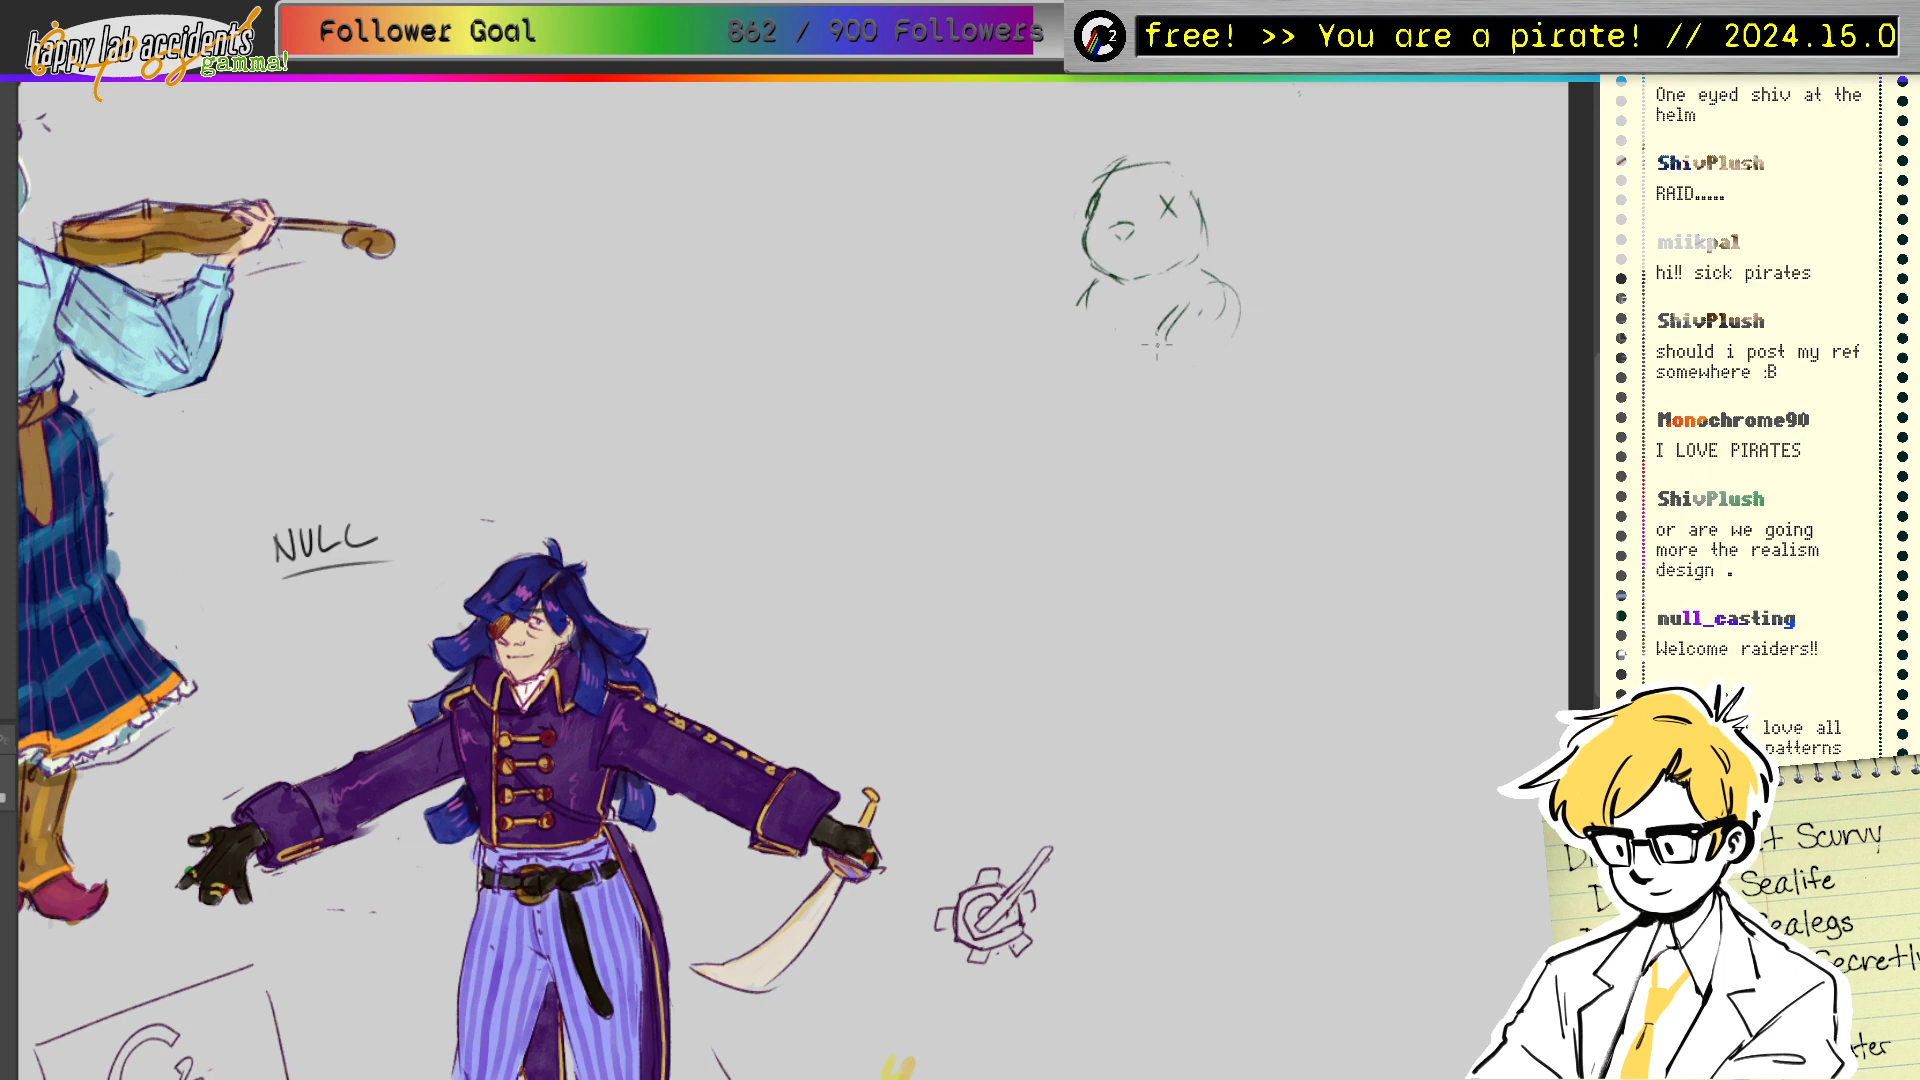 happy lab accidents
gamma!
Follower Goal
862 / 900 Followers
free! >> You are a pirate! // 2024.15.0
One eyed shiv at the
helm
ShivPlush
RAID.....
miikpal
hi!! sick pirates
ShivPlush
should i post my ref
somewhere :B
Monochrome90
I LOVE PIRATES
ShivPlush
or are we going
more the realism
design .
null_casting
Welcome raiders!!
love all
patterns
NULL
Scurvy
Sealife
Sealegs